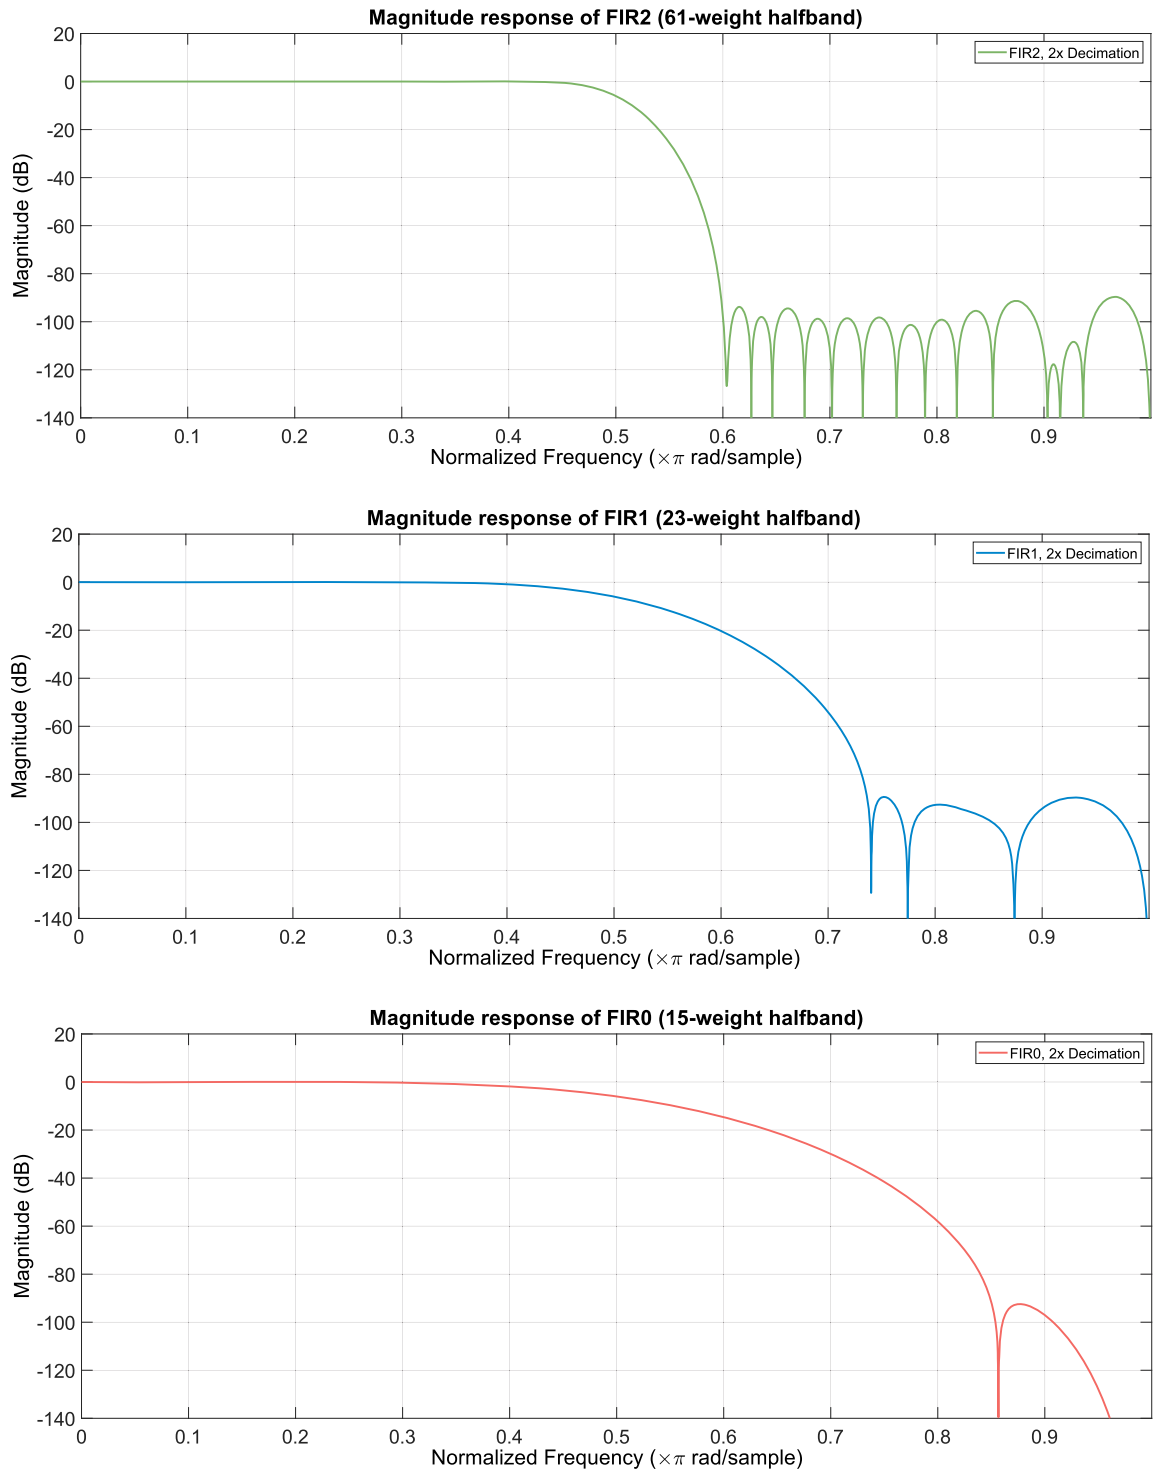 Magnitude response of FIR2 (61-weight halfband)
20
FIR2, 2x Decimation
0
-20
-40
-60
-80
-100
-120
-140
Magnitude (dB)
0 0.1 0.2 0.3 0.4 0.5 0.6 0.7 0.8 0.9
Normalized Frequency (×π rad/sample)
Magnitude response of FIR1 (23-weight halfband)
20
FIR1, 2x Decimation
0
-20
-40
-60
-80
-100
-120
-140
Magnitude (dB)
0 0.1 0.2 0.3 0.4 0.5 0.6 0.7 0.8 0.9
Normalized Frequency (×π rad/sample)
Magnitude response of FIR0 (15-weight halfband)
20
FIR0, 2x Decimation
0
-20
-40
-60
-80
-100
-120
-140
Magnitude (dB)
0 0.1 0.2 0.3 0.4 0.5 0.6 0.7 0.8 0.9
Normalized Frequency (×π rad/sample)